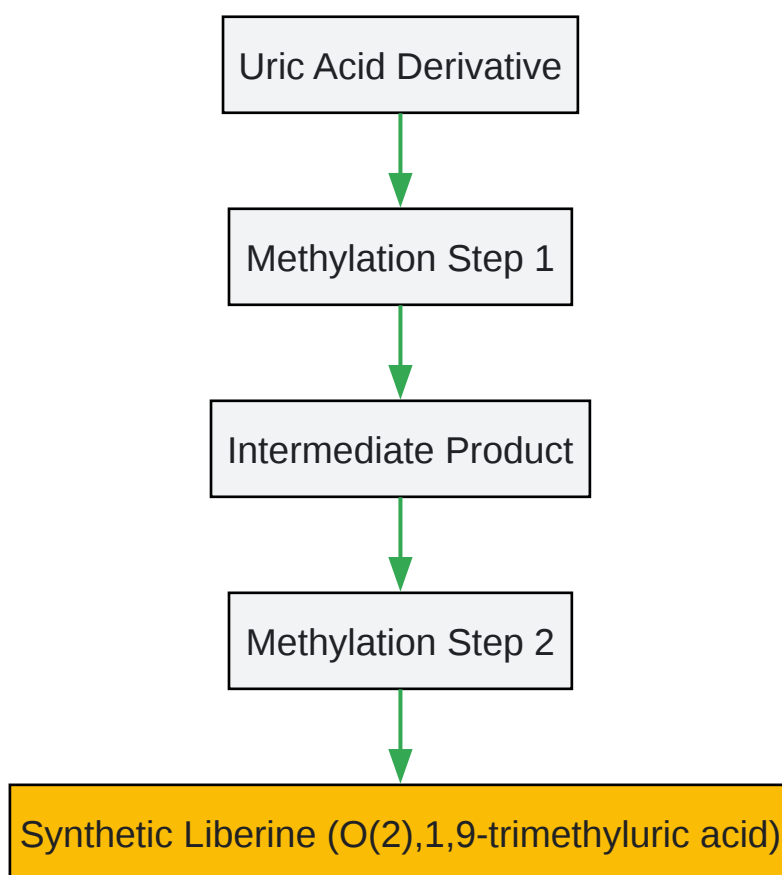 Uric Acid Derivative
Methylation Step 1
Intermediate Product
Methylation Step 2
Synthetic Liberine (O(2),1,9-trimethyluric acid)